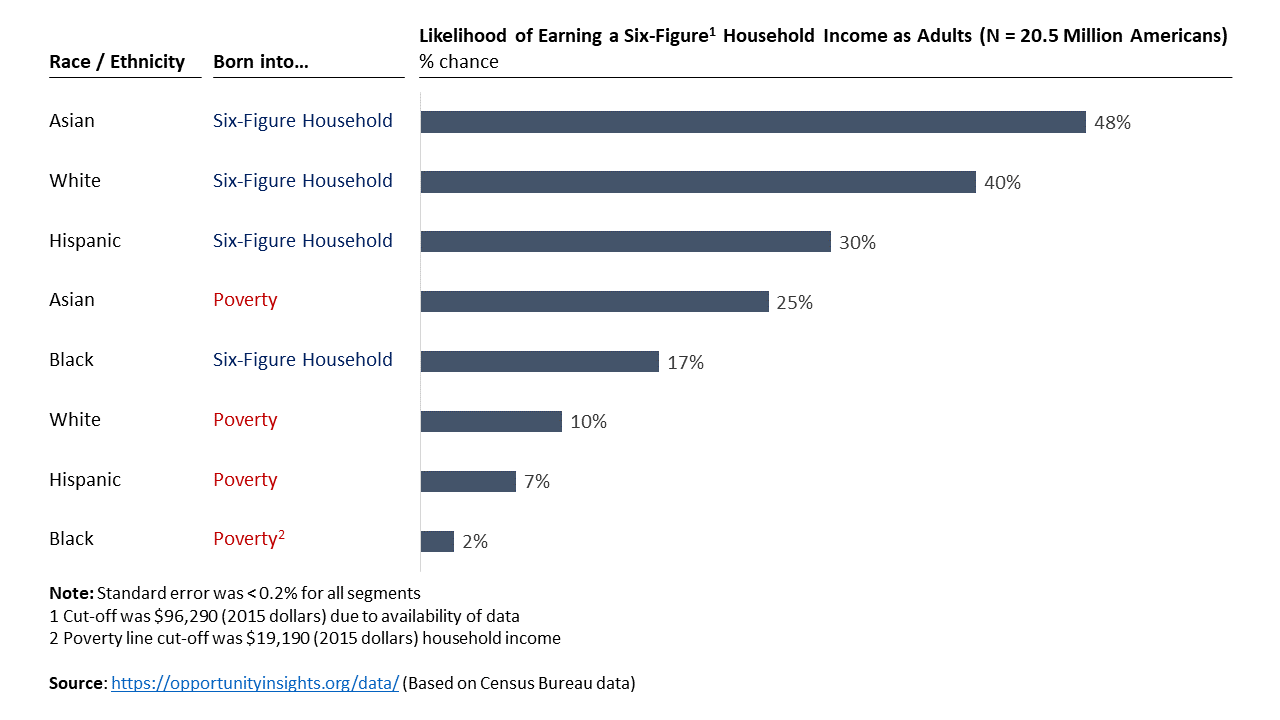 Likelihood of Earning a Six-Figure¹ Household Income as Adults (N = 20.5 Million Americans)
Race / Ethnicity Born into... % chance
Asian Six-Figure Household 48%
White Six-Figure Household 40%
Hispanic Six-Figure Household 30%
Asian Poverty 25%
Black Six-Figure Household 17%
White Poverty 10%
Hispanic Poverty 7%
Black Poverty² 2%
Note: Standard error was < 0.2% for all segments
1 Cut-off was $96,290 (2015 dollars) due to availability of data
2 Poverty line cut-off was $19,190 (2015 dollars) household income
Source: https://opportunityinsights.org/data/ (Based on Census Bureau data)